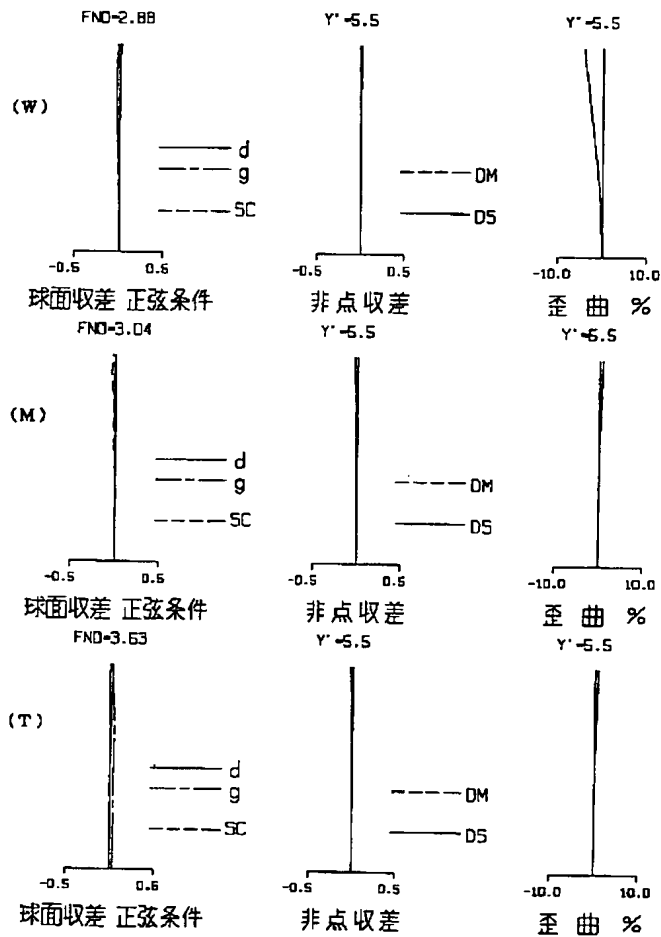 FNO=2.88 Y'=5.5 Y'=5.5
(W)
d
g
SC
DM
DS
-0.5 0.5 -0.5 0.5 -10.0 10.0
球面収差 正弦条件 非点収差 歪 曲 %
FNO=3.04 Y'=5.5 Y'=5.5
(M)
d
g
SC
DM
DS
-0.5 0.5 -0.5 0.5 -10.0 10.0
球面収差 正弦条件 非点収差 歪 曲 %
FNO=3.63 Y'=5.5 Y'=5.5
(T)
d
g
SC
DM
DS
-0.5 0.5 -0.5 0.5 -10.0 10.0
球面収差 正弦条件 非点収差 歪 曲 %